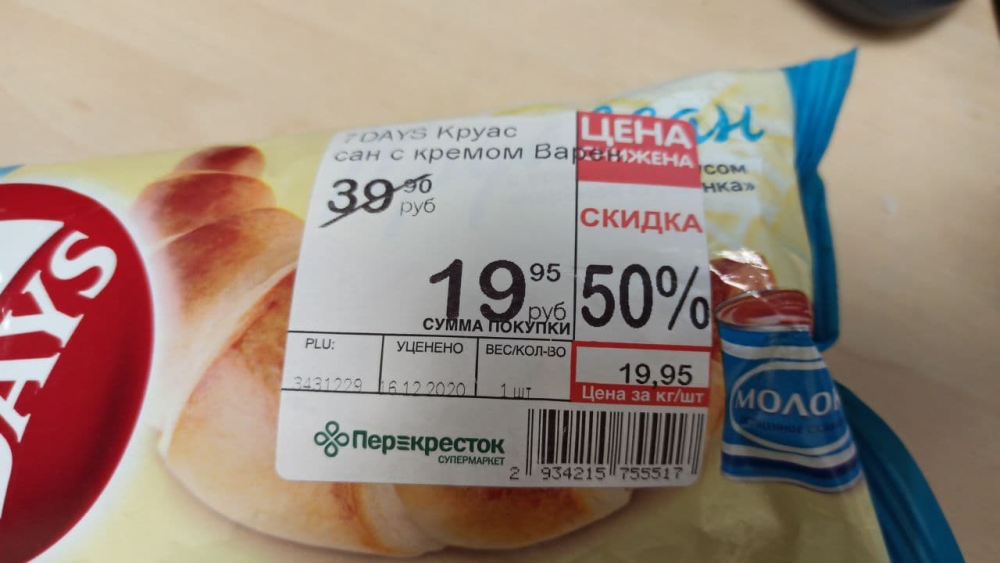 7DAYS Круас
сан с кремом Варен
39 90
руб
19 95
руб
СУММА ПОКУПКИ
ЦЕНА
СНИЖЕНА
СКИДКА
50%
PLU:
3431229
УЦЕНЕНО
16.12.2020
ВЕС/КОЛ-ВО
1 ШТ
19,95
Цена за кг/шт
Перекресток
СУПЕРМАРКЕТ
2 934215 755517
DAYS
МОЛОК